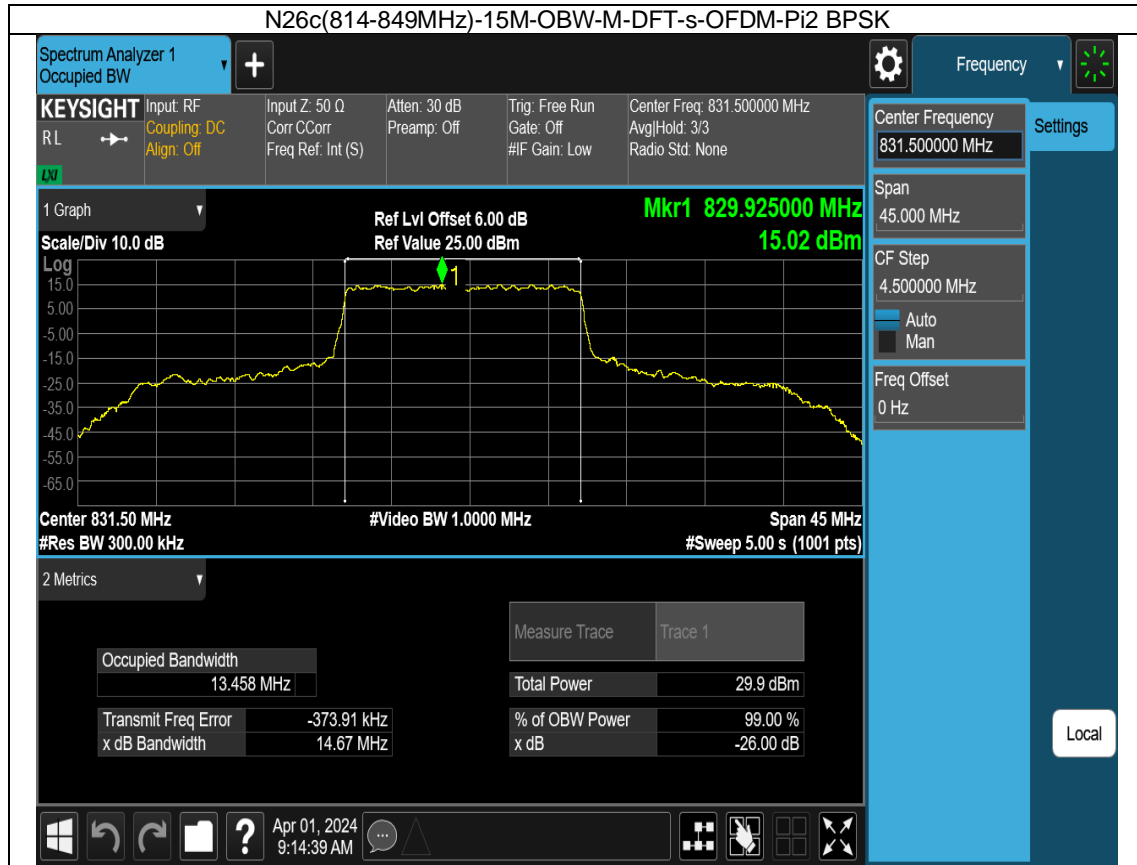 N26c(814-849MHz)-15M-OBW-M-DFT-s-OFDM-Pi2 BPSK
Spectrum Analyzer 1
Occupied BW
+
Frequency
KEYSIGHT
R L
LXI
Input: RF
Coupling: DC
Align: Off
Input Z: 50 Ω
Corr CCorr
Freq Ref: Int (S)
Atten: 30 dB
Preamp: Off
Trig: Free Run
Gate: Off
#IF Gain: Low
Center Freq: 831.500000 MHz
Avg|Hold: 3/3
Radio Std: None
Center Frequency
831.500000 MHz
Settings
Span
45.000 MHz
CF Step
4.500000 MHz
Auto
Man
Freq Offset
0 Hz
Local
1 Graph
Scale/Div 10.0 dB
Ref Lvl Offset 6.00 dB
Ref Value 25.00 dBm
Mkr1 829.925000 MHz
15.02 dBm
Log
15.0
5.00
-5.00
-15.0
-25.0
-35.0
-45.0
-55.0
-65.0
1
Center 831.50 MHz
#Res BW 300.00 kHz
#Video BW 1.0000 MHz
Span 45 MHz
#Sweep 5.00 s (1001 pts)
2 Metrics
Measure Trace Trace 1
Occupied Bandwidth
13.458 MHz
Total Power 29.9 dBm
Transmit Freq Error -373.91 kHz
% of OBW Power 99.00 %
x dB Bandwidth 14.67 MHz
x dB -26.00 dB
?
Apr 01, 2024
9:14:39 AM